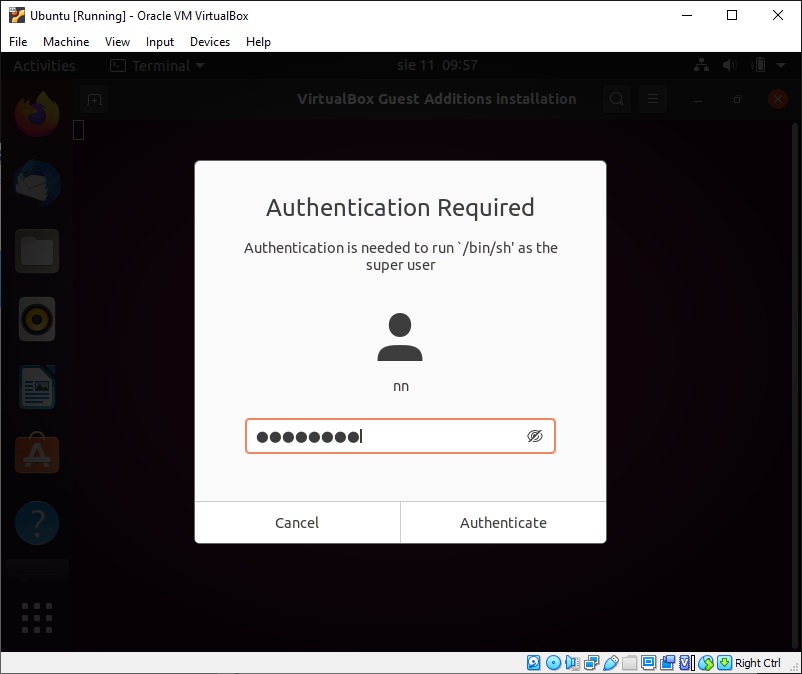 Ubuntu [Running] - Oracle VM VirtualBox
File Machine View Input Devices Help
Activities Terminal sie 11 09:57
VirtualBox Guest Additions installation
Authentication Required
Authentication is needed to run `/bin/sh' as the
super user
nn
Cancel Authenticate
Right Ctrl